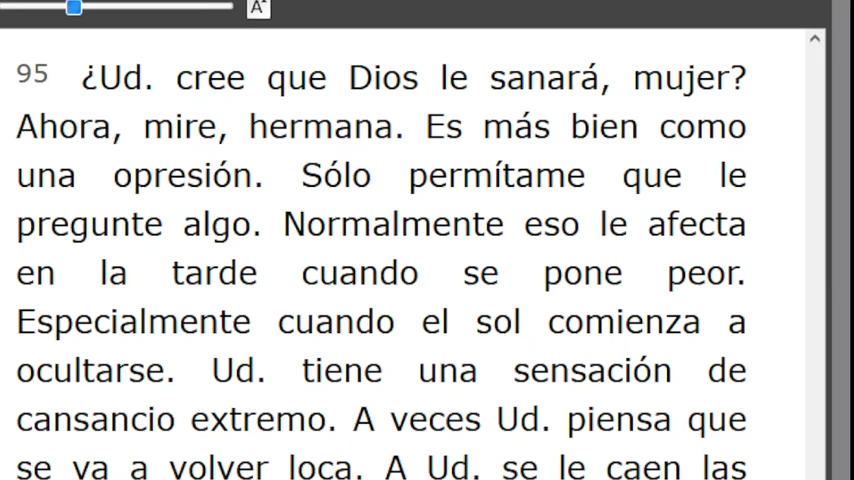 A
95 ¿Ud. cree que Dios le sanará, mujer?
Ahora, mire, hermana. Es más bien como
una opresión. Sólo permítame que le
pregunte algo. Normalmente eso le afecta
en la tarde cuando se pone peor.
Especialmente cuando el sol comienza a
ocultarse. Ud. tiene una sensación de
cansancio extremo. A veces Ud. piensa que
se va a volver loca. A Ud. se le caen las